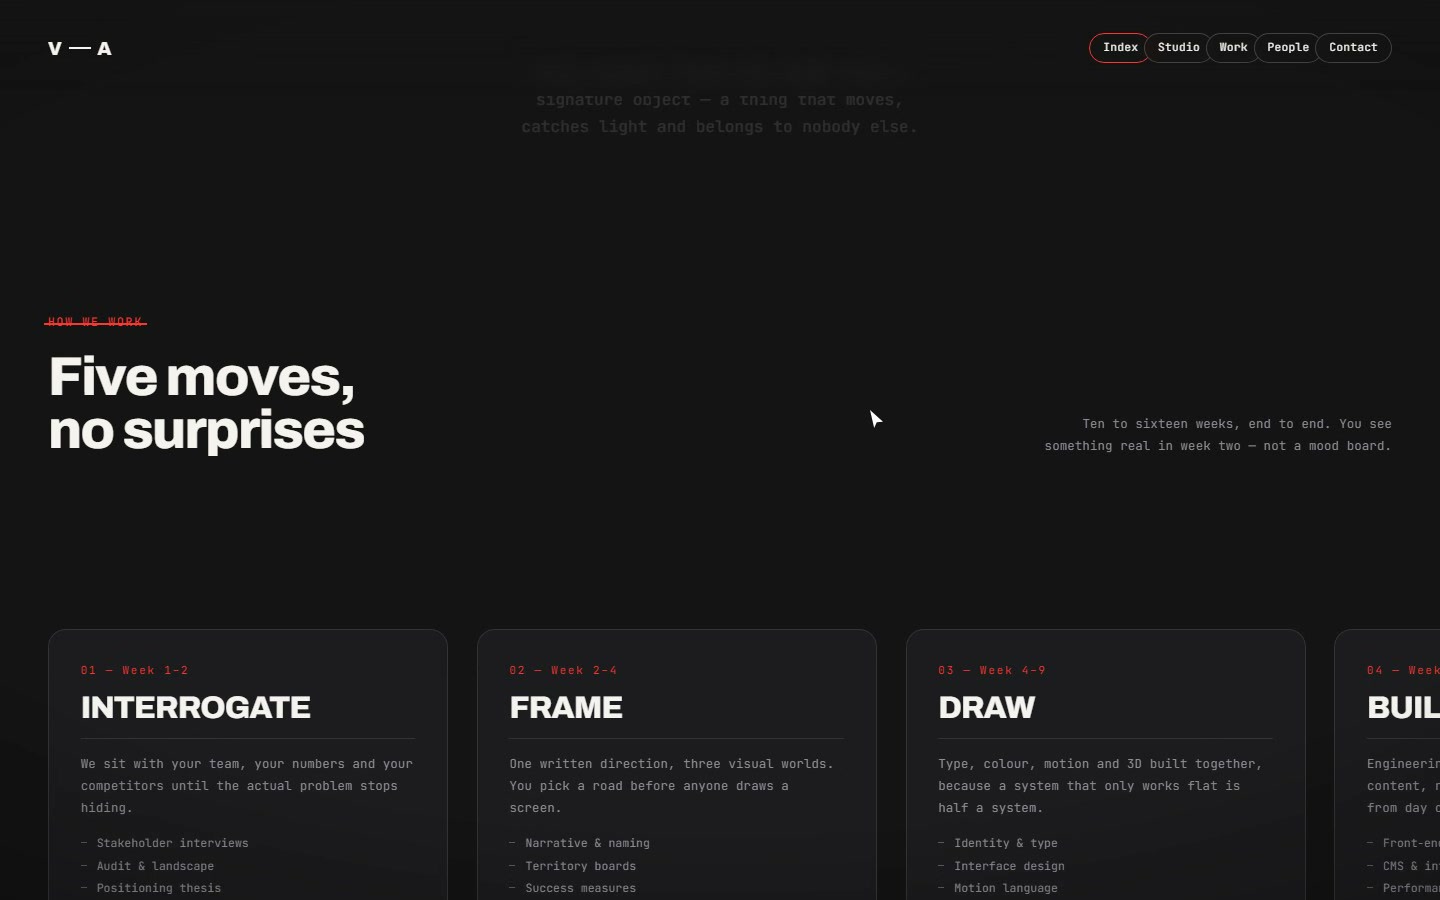 V — A
Index
Studio
Work
People
Contact
signature object — a thing that moves,
catches light and belongs to nobody else.
HOW WE WORK
Five moves,
no surprises
Ten to sixteen weeks, end to end. You see
something real in week two — not a mood board.
01 — Week 1–2
INTERROGATE
We sit with your team, your numbers and your
competitors until the actual problem stops
hiding.
– Stakeholder interviews
– Audit & landscape
– Positioning thesis
02 — Week 2–4
FRAME
One written direction, three visual worlds.
You pick a road before anyone draws a
screen.
– Narrative & naming
– Territory boards
– Success measures
03 — Week 4–9
DRAW
Type, colour, motion and 3D built together,
because a system that only works flat is
half a system.
– Identity & type
– Interface design
– Motion language
04 — Week
BUIL
content,
from day
– Front-en
– CMS &